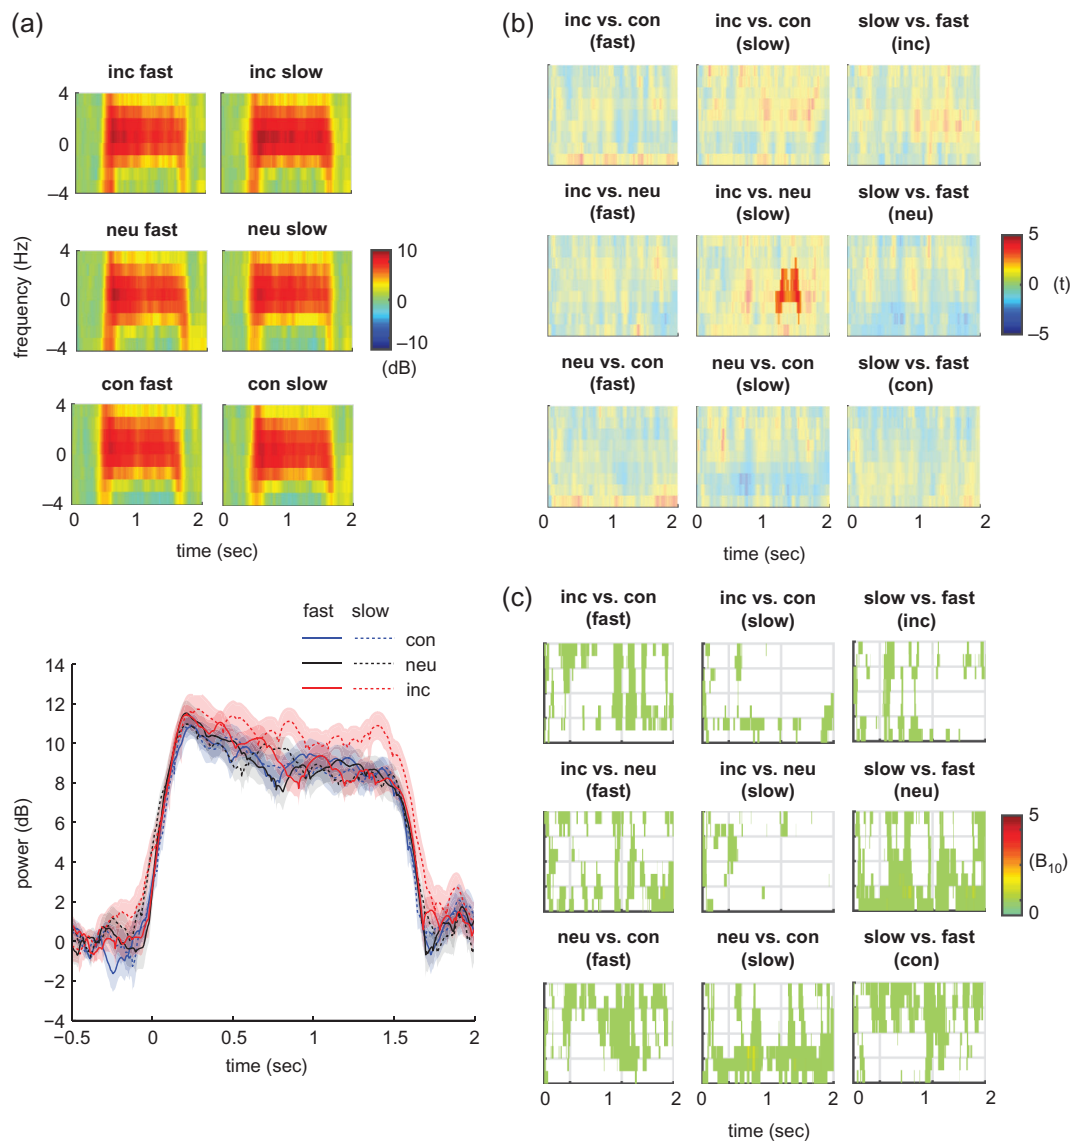 (a)
inc fast inc slow
4
0
–4
neu fast neu slow
4
0
–4
frequency (Hz)
10
0
–10
(dB)
con fast con slow
4
0
–4
0 1 2 0 1 2
time (sec)
fast slow
con
neu
inc
14
12
10
8
6
4
2
0
−2
−4
power (dB)
−0.5 0 0.5 1 1.5 2
time (sec)
(b)
inc vs. con inc vs. con slow vs. fast
(fast) (slow) (inc)
inc vs. neu inc vs. neu slow vs. fast
(fast) (slow) (neu)
5
0
–5
(t)
neu vs. con neu vs. con slow vs. fast
(fast) (slow) (con)
0 1 2 0 1 2 0 1 2
time (sec)
(c)
inc vs. con inc vs. con slow vs. fast
(fast) (slow) (inc)
inc vs. neu inc vs. neu slow vs. fast
(fast) (slow) (neu)
5
(B10)
0
neu vs. con neu vs. con slow vs. fast
(fast) (slow) (con)
0 1 2 0 1 2 0 1 2
time (sec)